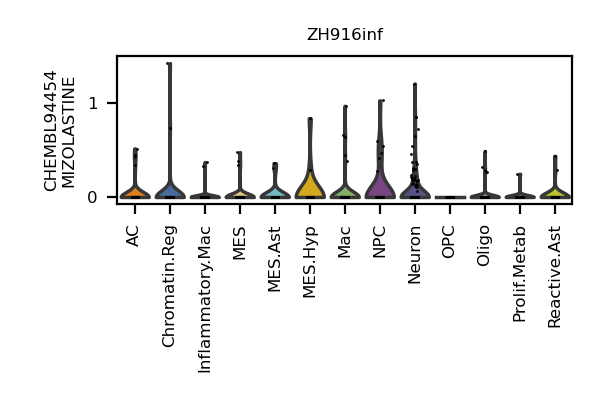 ZH916inf
CHEMBL94454
MIZOLASTINE
1
0
AC
Chromatin.Reg
Inflammatory.Mac
MES
MES.Ast
MES.Hyp
Mac
NPC
Neuron
OPC
Oligo
Prolif.Metab
Reactive.Ast